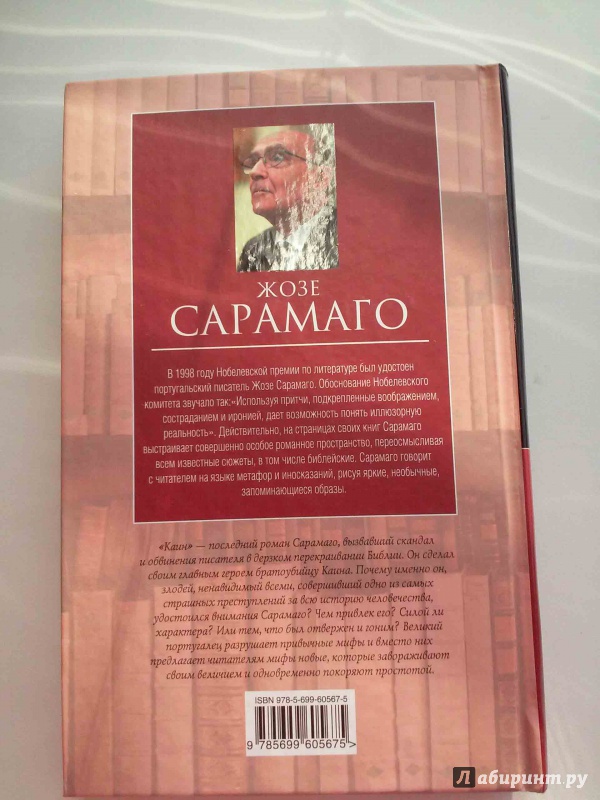 ЖОЗЕ
САРАМАГО
В 1998 году Нобелевской премии по литературе был удостоен
португальский писатель Жозе Сарамаго. Обоснование Нобелевского
комитета звучало так:«Используя притчи, подкрепленные воображением,
состраданием и иронией, дает возможность понять иллюзорную
реальность». Действительно, на страницах своих книг Сарамаго
выстраивает совершенно особое романное пространство, переосмысливая
всем известные сюжеты, в том числе библейские. Сарамаго говорит
с читателем на языке метафор и иносказаний, рисуя яркие, необычные,
запоминающиеся образы.
«Каин» — последний роман Сарамаго, вызвавший скандал
и обвинения писателя в дерзком перекраивании Библии. Он сделал
своим главным героем братоубийцу Каина. Почему именно он,
злодей, ненавидимый всеми, совершивший одно из самых
страшных преступлений за всю историю человечества,
удостоился внимания Сарамаго? Чем привлек его? Силой ли
характера? Или тем, что был отвержен и гоним? Великий
португалец разрушает привычные мифы и вместо них
предлагает читателям мифы новые, которые завораживают
своим величием и одновременно покоряют простотой.
ISBN 978-5-699-60567-5
9 785699 605675>
Лабиринт.ру